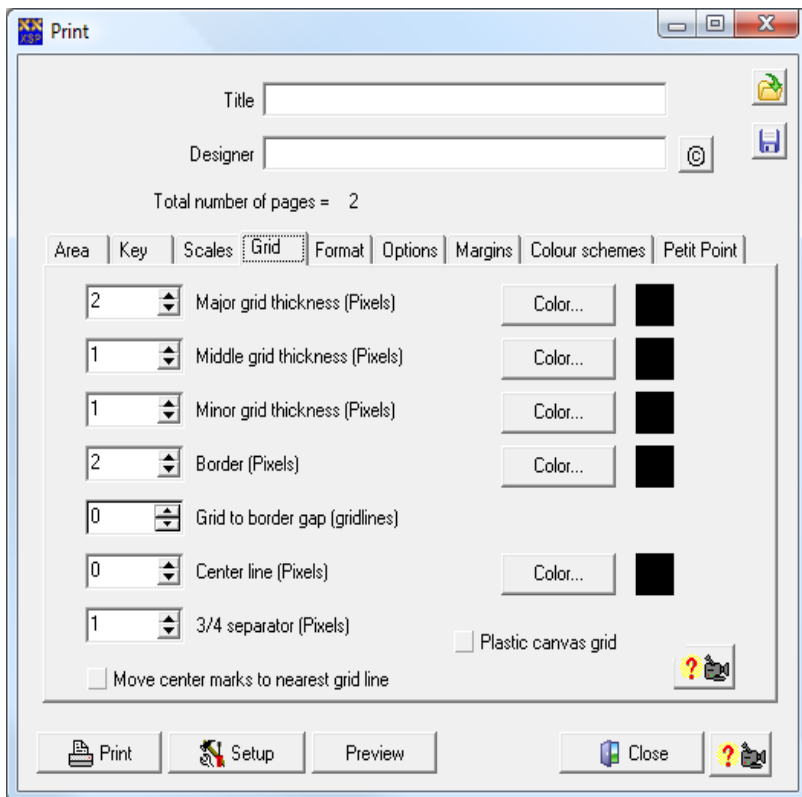 XX
XSP
Print
Title
Designer
©
Total number of pages = 2
Area Key Scales Grid Format Options Margins Colour schemes Petit Point
2 Major grid thickness (Pixels) Color...
1 Middle grid thickness (Pixels) Color...
1 Minor grid thickness (Pixels) Color...
2 Border (Pixels) Color...
0 Grid to border gap (gridlines)
0 Center line (Pixels) Color...
1 3/4 separator (Pixels)
Plastic canvas grid
?
Move center marks to nearest grid line
Print Setup Preview Close ?